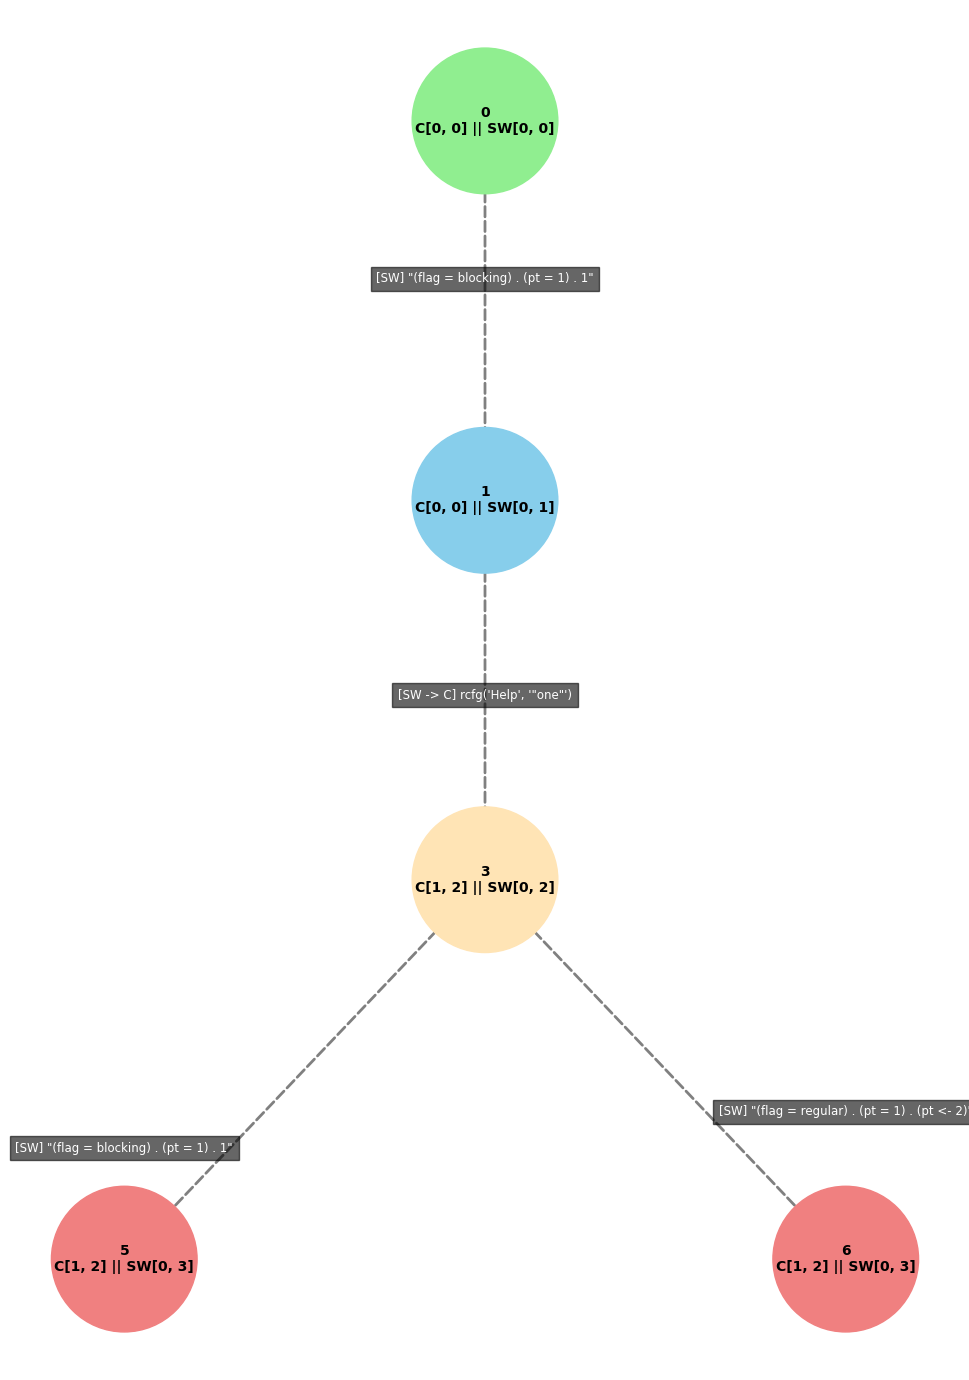 0
C[0, 0] || SW[0, 0]
[SW] "(flag = blocking) . (pt = 1) . 1"
1
C[0, 0] || SW[0, 1]
[SW -> C] rcfg('Help', '"one"')
3
C[1, 2] || SW[0, 2]
[SW] "(flag = regular) . (pt = 1) . (pt <- 2)"
[SW] "(flag = blocking) . (pt = 1) . 1"
5
C[1, 2] || SW[0, 3]
6
C[1, 2] || SW[0, 3]